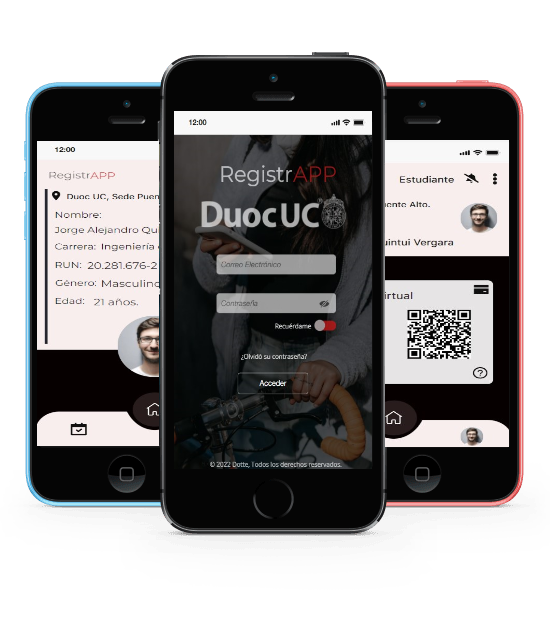 12:00
RegistrAPP
Duoc UC, Sede Puen
Nombre:
Jorge Alejandro Qu
Carrera: Ingeniería
RUN: 20.281.676-2
Género: Masculino
Edad: 21 años.
12:00
RegistrAPP
Duoc UC
Correo Electrónico
Contraseña
Recuérdame
¿Olvidó su contraseña?
Acceder
© 2022 Dotte, Todos los derechos reservados.
Estudiante
ente Alto.
uintui Vergara
irtual